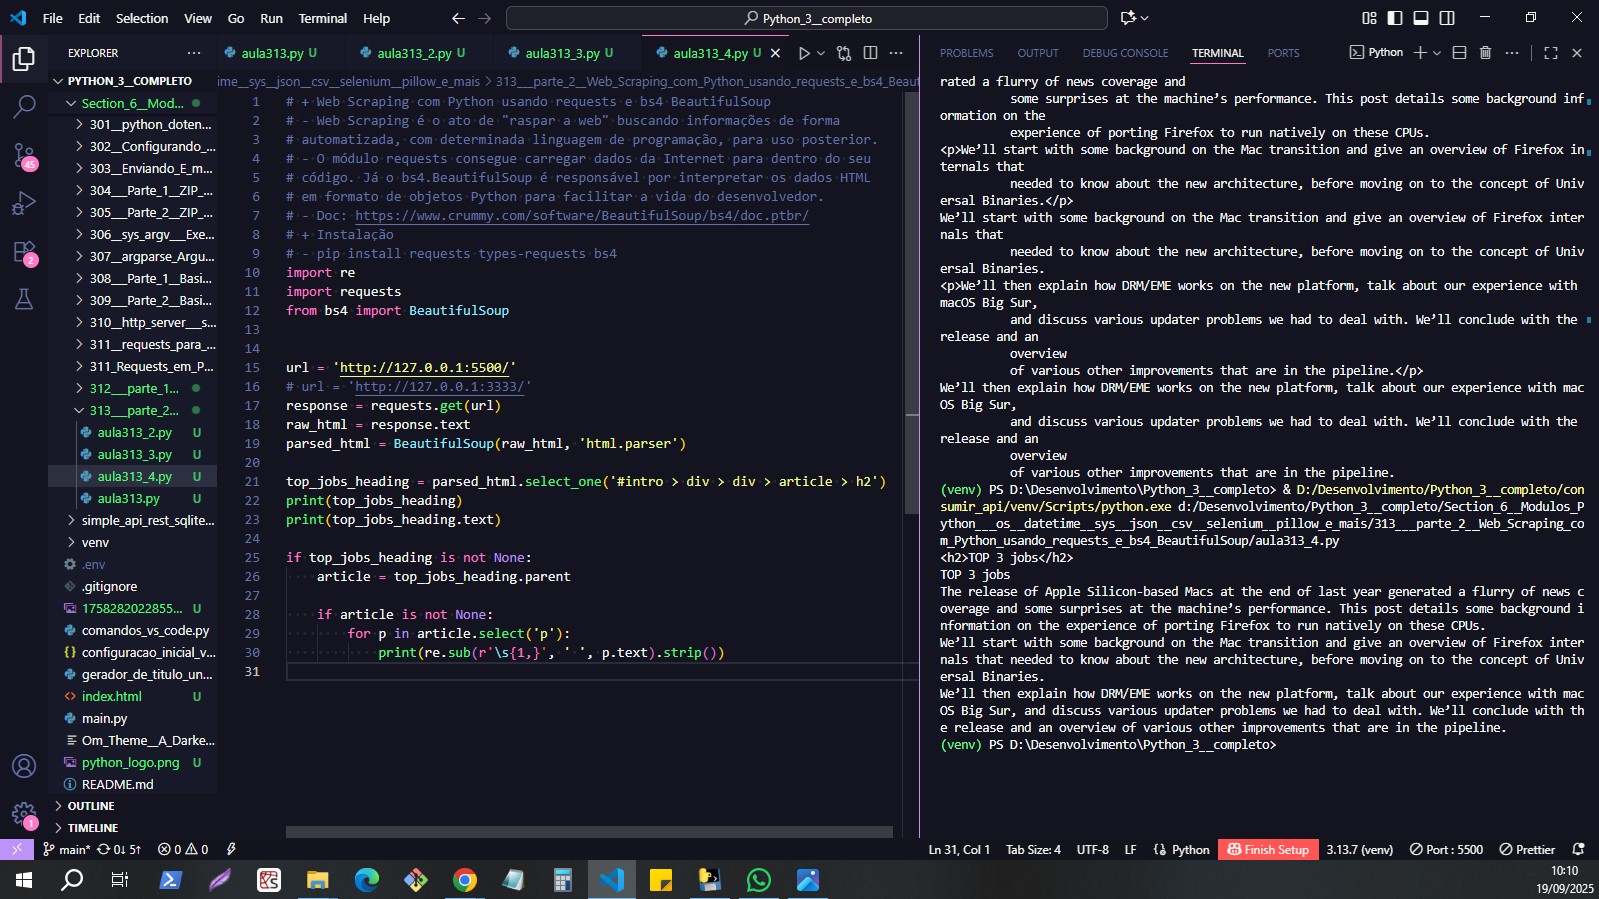 File Edit Selection View Go Run Terminal Help
Python_3__completo
EXPLORER
PYTHON_3__COMPLETO
Section_6__Mod...
301__python_doten...
302__Configurando_...
303__Enviando_E_m...
304__Parte_1__ZIP_...
305__Parte_2__ZIP_...
306__sys_argv___Exe...
307__argparse_Argu...
308___Parte_1__Basi...
309___Parte_2__Basi...
310__http_server___s...
311__requests_para_...
311_Requests_em_P...
312___parte_1...
313___parte_2...
aula313_2.py U
aula313_3.py U
aula313_4.py U
aula313.py U
simple_api_rest_sqlite...
venv
.env
.gitignore
1758282022855... U
comandos_vs_code.py
configuracao_inicial_v...
gerador_de_titulo_un...
index.html U
main.py
Om_Theme__A_Darke...
python_logo.png U
README.md
OUTLINE
TIMELINE
aula313.py U aula313_2.py U aula313_3.py U aula313_4.py U
ime__sys__json__csv__selenium__pillow_e_mais > 313___parte_2__Web_Scraping_com_Python_usando_requests_e_bs4_Beaut
1 # + Web Scraping com Python usando requests e bs4 BeautifulSoup
2 # - Web Scraping é o ato de "raspar a web" buscando informações de forma
3 # automatizada, com determinada linguagem de programação, para uso posterior.
4 # - O módulo requests consegue carregar dados da Internet para dentro do seu
5 # código. Já o bs4.BeautifulSoup é responsável por interpretar os dados HTML
6 # em formato de objetos Python para facilitar a vida do desenvolvedor.
7 # - Doc: https://www.crummy.com/software/BeautifulSoup/bs4/doc.ptbr/
8 # + Instalação
9 # - pip install requests types-requests bs4
10 import re
11 import requests
12 from bs4 import BeautifulSoup
13
14
15 url = 'http://127.0.0.1:5500/'
16 # url = 'http://127.0.0.1:3333/'
17 response = requests.get(url)
18 raw_html = response.text
19 parsed_html = BeautifulSoup(raw_html, 'html.parser')
20
21 top_jobs_heading = parsed_html.select_one('#intro > div > div > article > h2')
22 print(top_jobs_heading)
23 print(top_jobs_heading.text)
24
25 if top_jobs_heading is not None:
26 article = top_jobs_heading.parent
27
28 if article is not None:
29 for p in article.select('p'):
30 print(re.sub(r'\s{1,}', ' ', p.text).strip())
31
PROBLEMS OUTPUT DEBUG CONSOLE TERMINAL PORTS
Python
rated a flurry of news coverage and
some surprises at the machine’s performance. This post details some background inf
ormation on the
experience of porting Firefox to run natively on these CPUs.
<p>We’ll start with some background on the Mac transition and give an overview of Firefox in
ternals that
needed to know about the new architecture, before moving on to the concept of Univ
ersal Binaries.</p>
We’ll start with some background on the Mac transition and give an overview of Firefox inter
nals that
needed to know about the new architecture, before moving on to the concept of Univ
ersal Binaries.
<p>We’ll then explain how DRM/EME works on the new platform, talk about our experience with
macOS Big Sur,
and discuss various updater problems we had to deal with. We’ll conclude with the
release and an
overview
of various other improvements that are in the pipeline.</p>
We’ll then explain how DRM/EME works on the new platform, talk about our experience with mac
OS Big Sur,
and discuss various updater problems we had to deal with. We’ll conclude with the
release and an
overview
of various other improvements that are in the pipeline.
(venv) PS D:\Desenvolvimento\Python_3__completo> & D:/Desenvolvimento/Python_3__completo/con
sumir_api/venv/Scripts/python.exe d:/Desenvolvimento/Python_3__completo/Section_6__Modulos_P
ython___os__datetime__sys__json__csv__selenium__pillow_e_mais/313___parte_2__Web_Scraping_co
m_Python_usando_requests_e_bs4_BeautifulSoup/aula313_4.py
<h2>TOP 3 jobs</h2>
TOP 3 jobs
The release of Apple Silicon-based Macs at the end of last year generated a flurry of news c
overage and some surprises at the machine’s performance. This post details some background i
nformation on the experience of porting Firefox to run natively on these CPUs.
We’ll start with some background on the Mac transition and give an overview of Firefox inter
nals that needed to know about the new architecture, before moving on to the concept of Univ
ersal Binaries.
We’ll then explain how DRM/EME works on the new platform, talk about our experience with mac
OS Big Sur, and discuss various updater problems we had to deal with. We’ll conclude with th
e release and an overview of various other improvements that are in the pipeline.
(venv) PS D:\Desenvolvimento\Python_3__completo>
45
2
1
main* 0↓ 5↑ 0 0 Ln 31, Col 1 Tab Size: 4 UTF-8 LF Python Finish Setup 3.13.7 (venv) Port : 5500 Prettier
10:10
19/09/2025